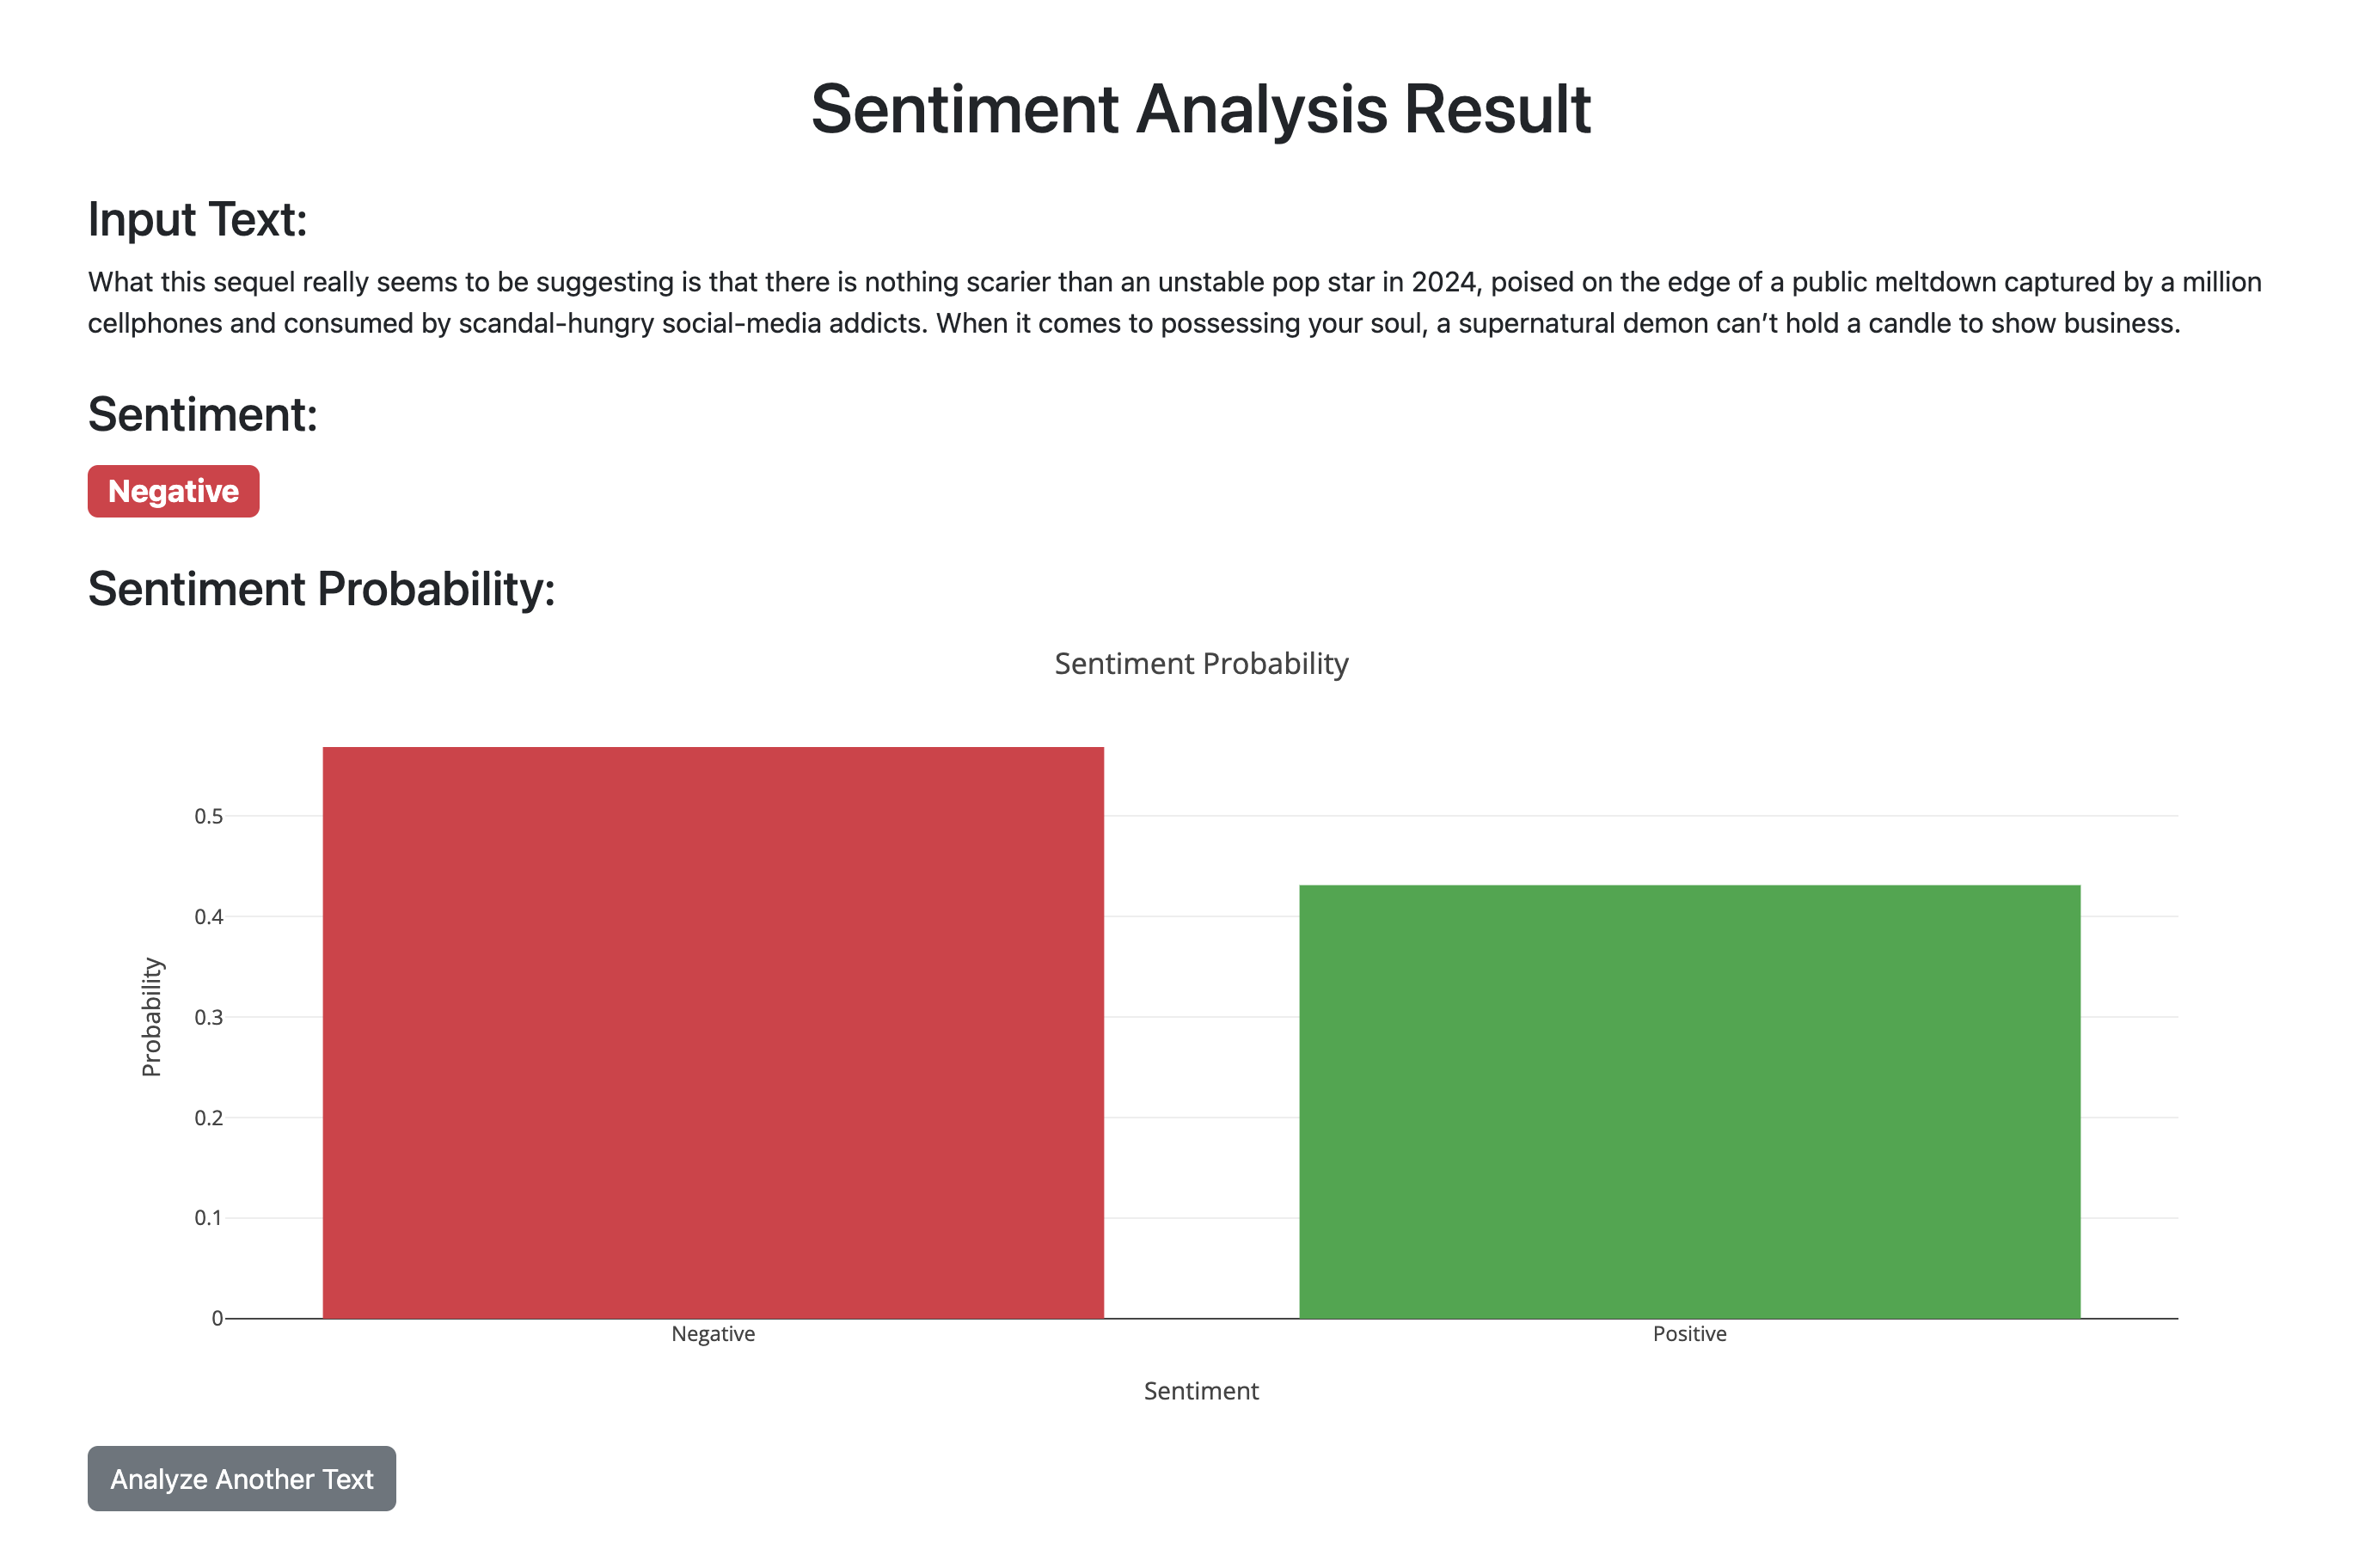 Sentiment Analysis Result
Input Text:
What this sequel really seems to be suggesting is that there is nothing scarier than an unstable pop star in 2024, poised on the edge of a public meltdown captured by a million
cellphones and consumed by scandal-hungry social-media addicts. When it comes to possessing your soul, a supernatural demon can’t hold a candle to show business.
Sentiment:
Negative
Sentiment Probability:
Sentiment Probability
0.5
0.4
0.3
0.2
0.1
0
Probability
Negative
Positive
Sentiment
Analyze Another Text